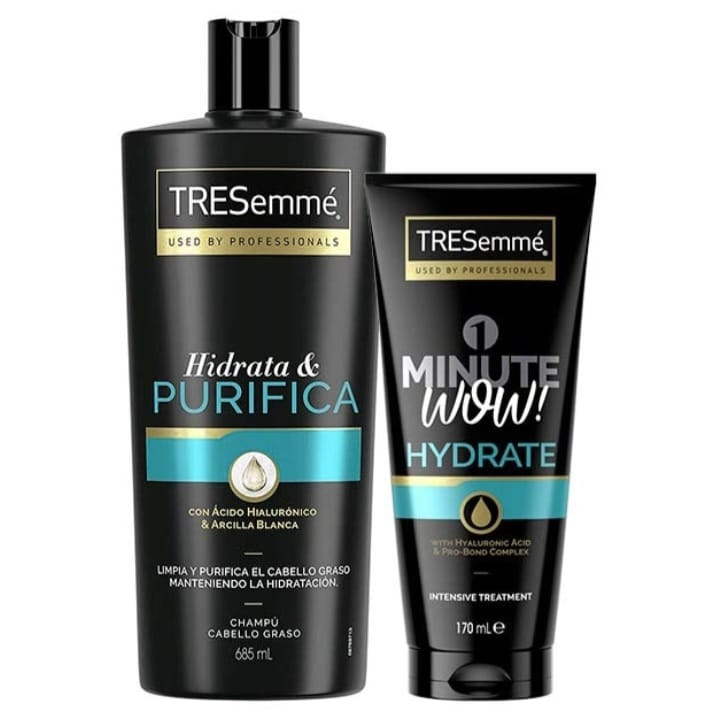 TRESemmé
USED BY PROFESSIONALS
Hidrata &
PURIFICA
CON ÁCIDO HIALURÓNICO
& ARCILLA BLANCA
LIMPIA Y PURIFICA EL CABELLO GRASO
MANTENIENDO LA HIDRATACIÓN.
CHAMPÚ
CABELLO GRASO
685 mL
TRESemmé
USED BY PROFESSIONALS
1
MINUTE
WOW!
HYDRATE
WITH HYALURONIC ACID
& PRO-BOND COMPLEX
INTENSIVE TREATMENT
170 mL ℮